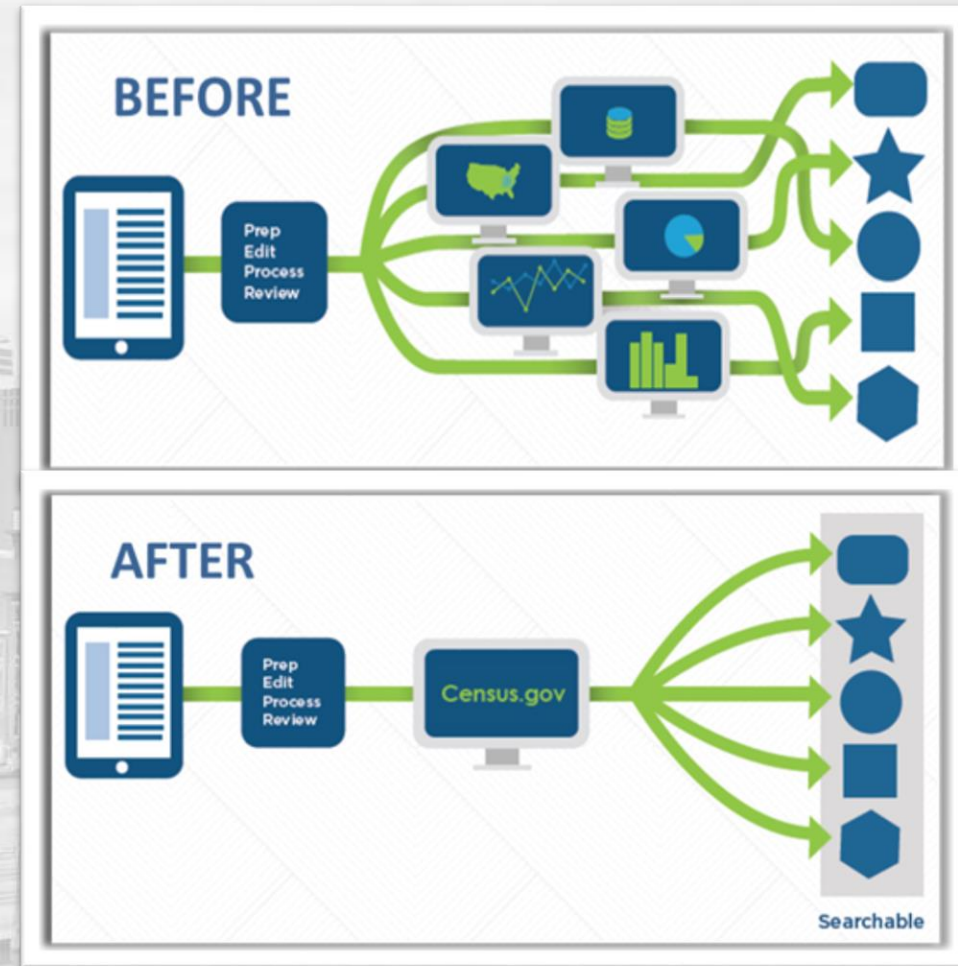 BEFORE
Prep
Edit
Process
Review
AFTER
Prep
Edit
Process
Review
Census.gov
Searchable